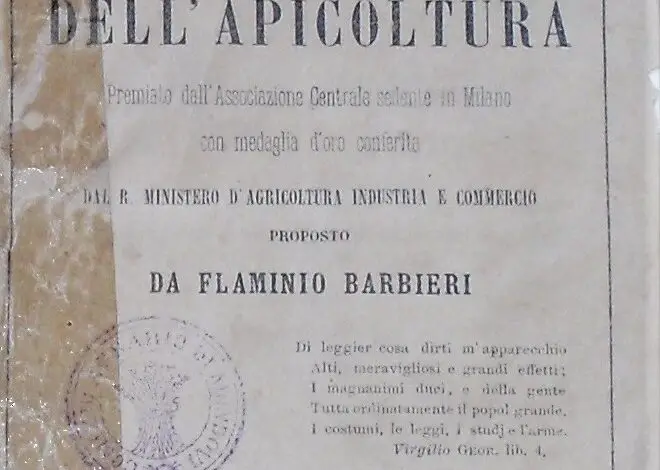 DELL'APICOLTURA
Premiato dall'Associazione Centrale sedente in Milano
con medaglia d'oro conferita
DAL R. MINISTERO D'AGRICOLTURA INDUSTRIA E COMMERCIO
PROPOSTO
DA FLAMINIO BARBIERI
Di leggier cosa dirti m'apparecchio
Alti, meravigliosi e grandi effetti;
I magnanimi duci, e della gente
Tutta ordinatamente il popol grande,
I costumi, le leggi, i studj e l'arme.
Virgilio GEOR. lib. 4,